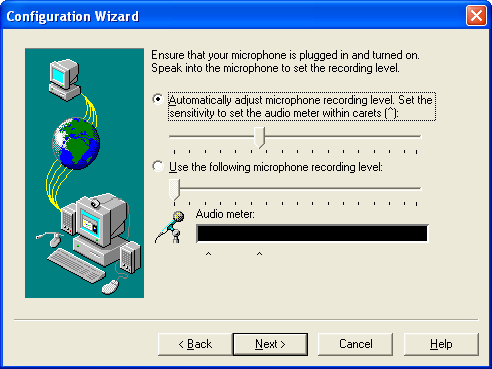 Configuration Wizard
Ensure that your microphone is plugged in and turned on.
Speak into the microphone to set the recording level.
Automatically adjust microphone recording level. Set the
sensitivity to set the audio meter within carets (^):
Use the following microphone recording level:
Audio meter:
^ ^
< Back Next > Cancel Help